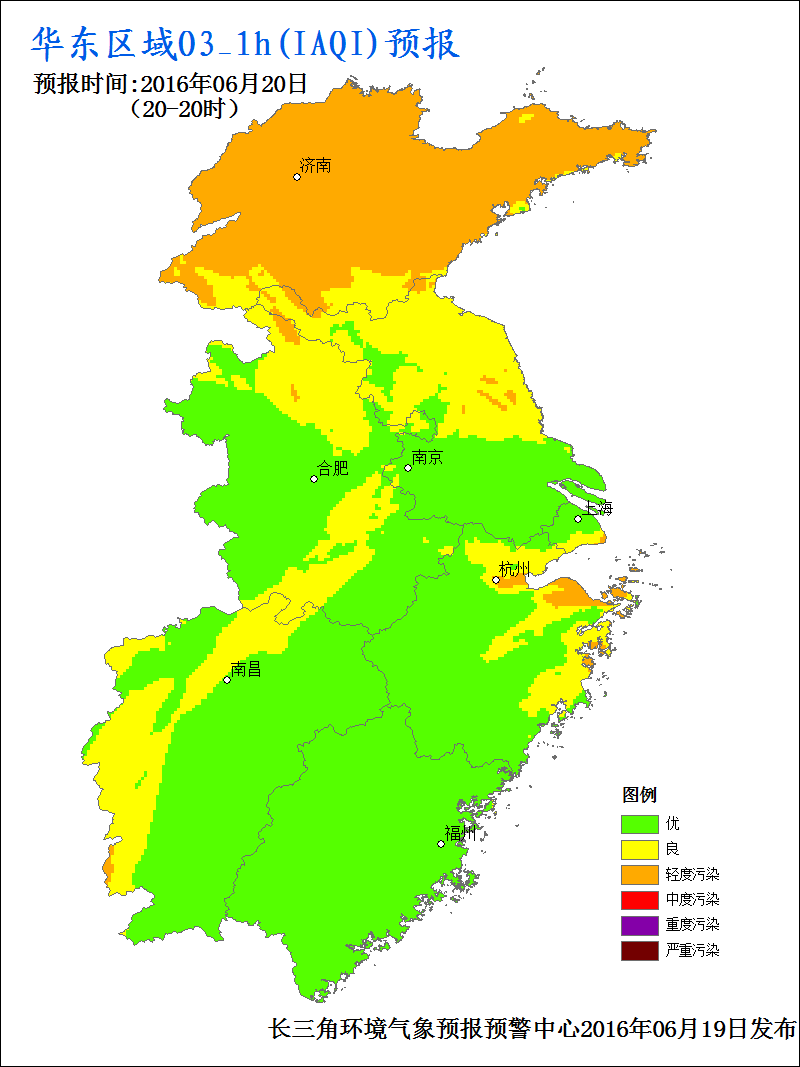 华东区域O3_1h(IAQI)预报
预报时间:2016年06月20日
(20-20时)
济南
合肥
南京
上海
杭州
南昌
福州
图例
优
良
轻度污染
中度污染
重度污染
严重污染
长三角环境气象预报预警中心2016年06月19日发布